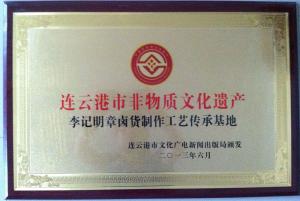 连云港市非物质文化遗产
李记明章卤货制作工艺传承基地
连云港市文化广电新闻出版局颁发
二〇一三年六月